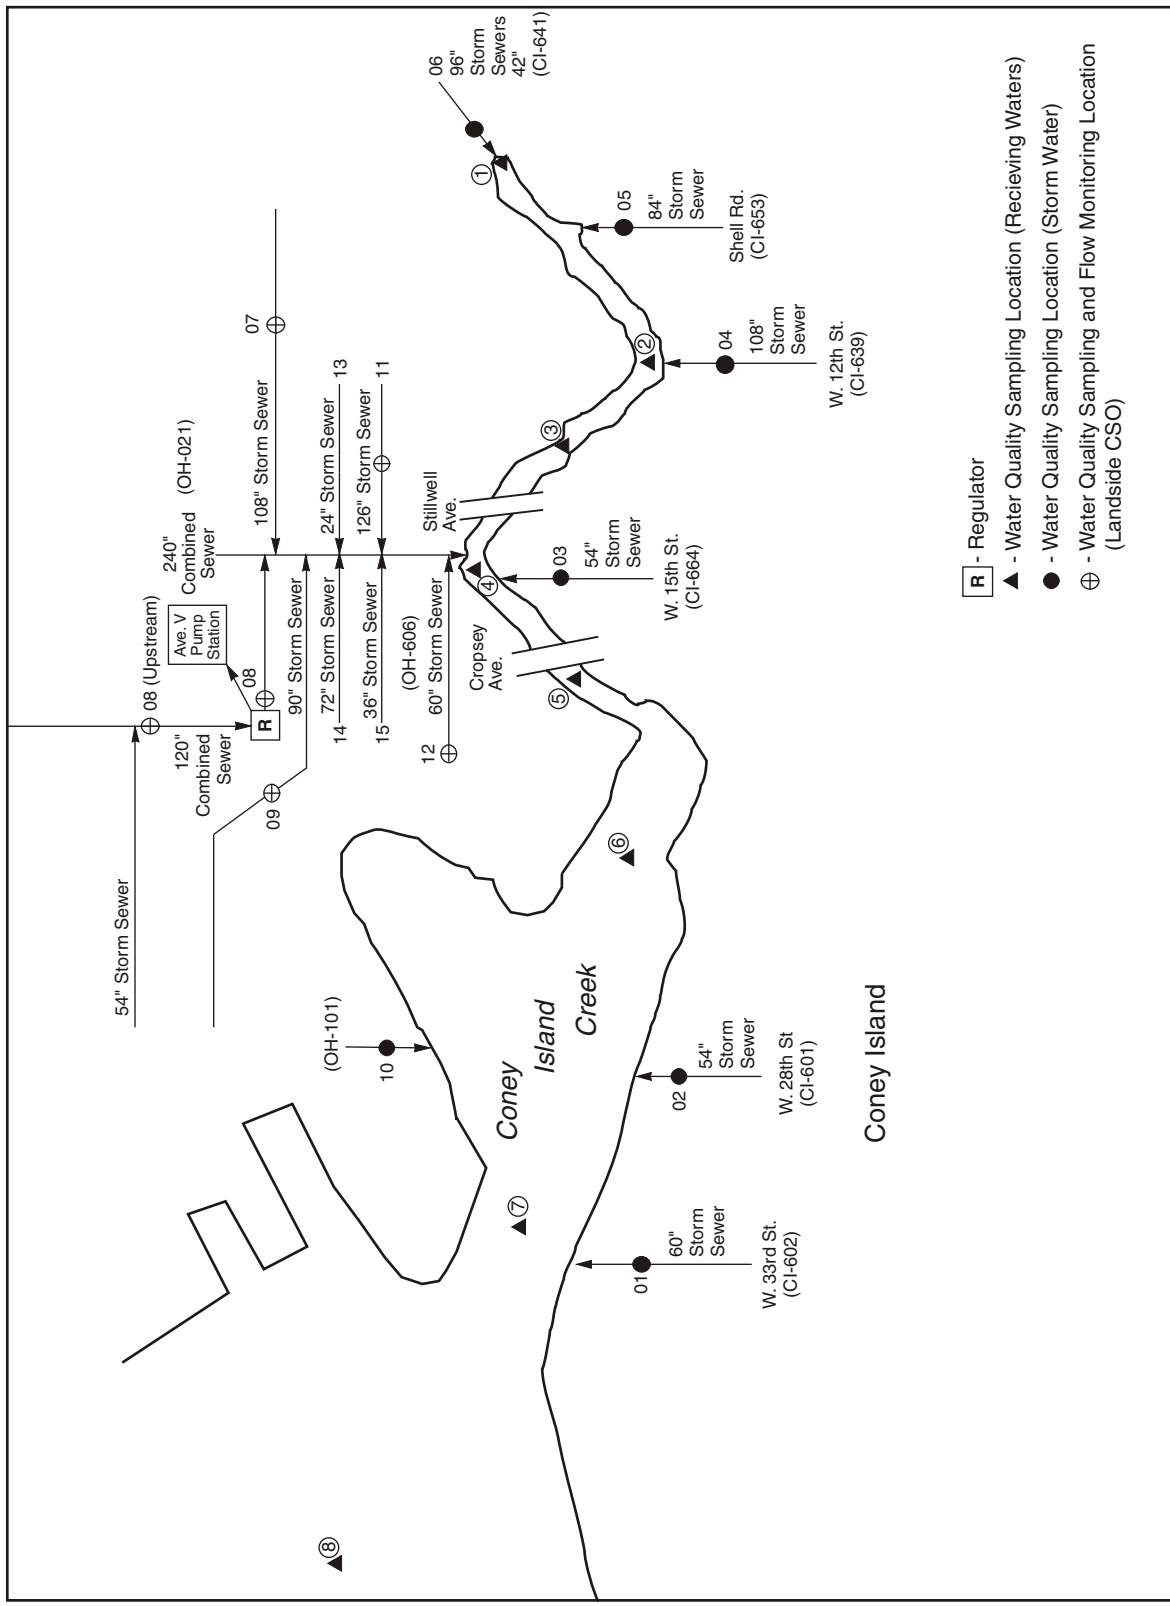 06
96"
Storm
Sewers
42"
(CI-641)
1
05
84"
Storm
Sewer
Shell Rd.
(CI-653)
07
108" Storm Sewer
240"
Combined
Sewer
(OH-021)
13
24" Storm Sewer
11
126" Storm Sewer
Stillwell
Ave.
2
04
108"
Storm
Sewer
W. 12th St.
(CI-639)
3
4
03
54"
Storm
Sewer
W. 15th St.
(CI-664)
08 (Upstream)
Ave. V
Pump
Station
08
R
120"
Combined
Sewer
90" Storm Sewer
09
72" Storm Sewer
14
36" Storm Sewer
15
(OH-606)
60" Storm Sewer
12
Cropsey
Ave.
5
6
54" Storm Sewer
(OH-101)
10
Coney
Island
Creek
7
8
02
54"
Storm
Sewer
W. 28th St
(CI-601)
01
60"
Storm
Sewer
W. 33rd St.
(CI-602)
Coney Island
R - Regulator
- Water Quality Sampling Location (Recieving Waters)
- Water Quality Sampling Location (Storm Water)
- Water Quality Sampling and Flow Monitoring Location
(Landside CSO)